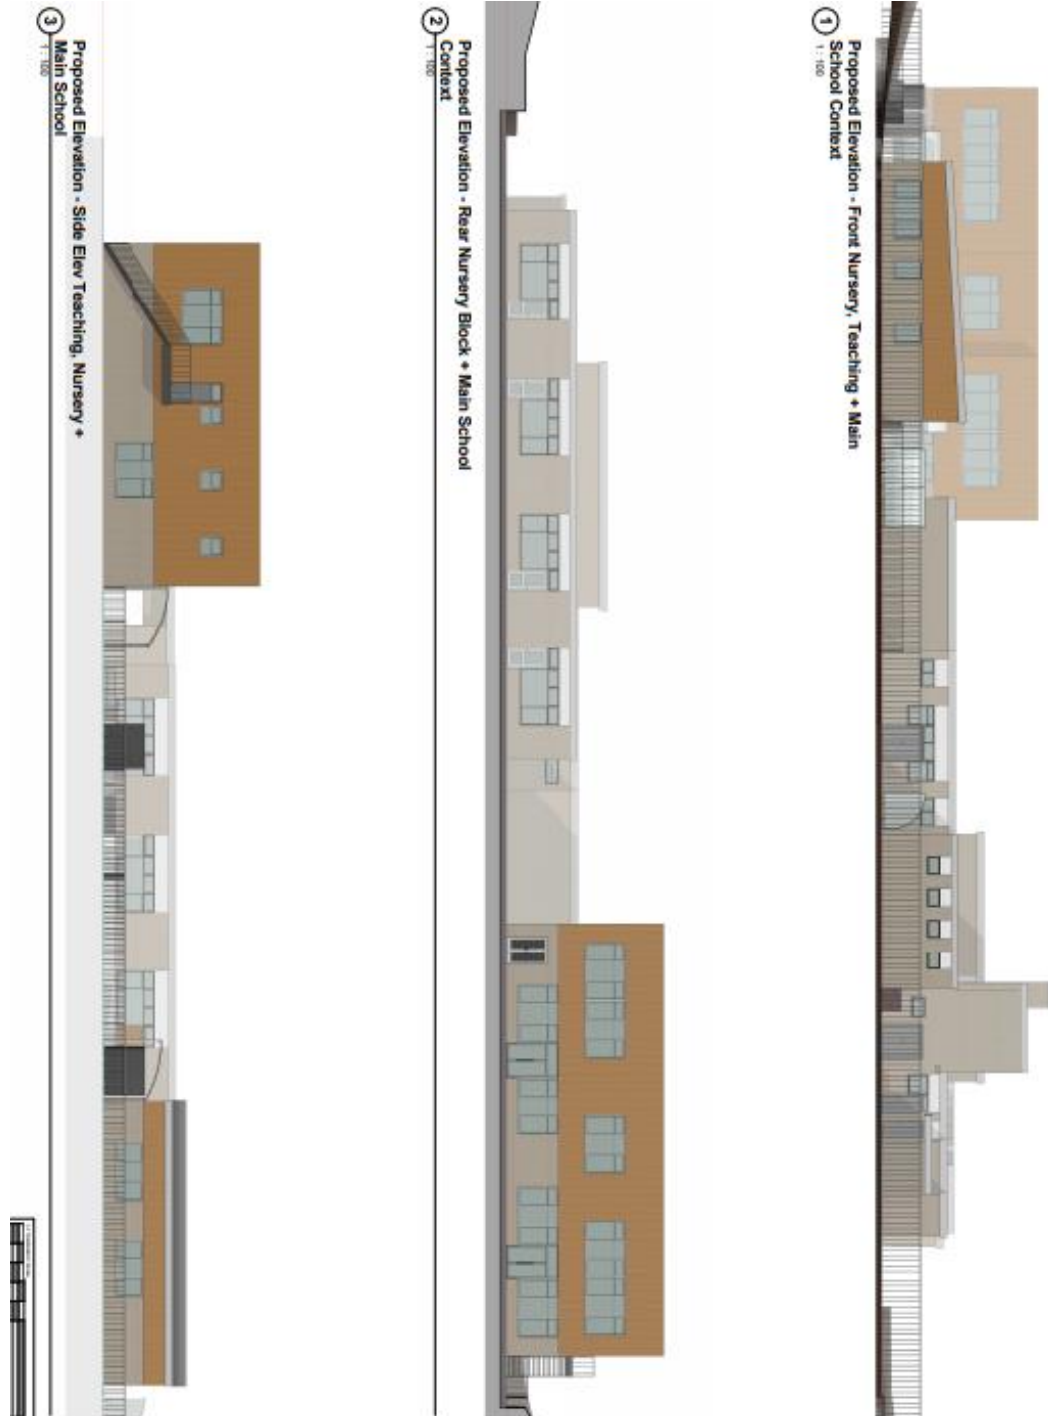 1
Proposed Elevation - Front Nursery, Teaching + Main
School Context
1 : 100
2
Proposed Elevation - Rear Nursery Block + Main School
Context
1 : 100
3
Proposed Elevation - Side Elev Teaching, Nursery +
Main School
1 : 100